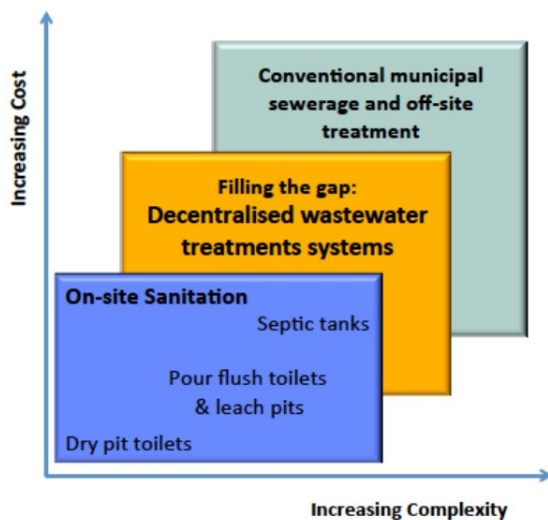 Increasing Cost
Conventional municipal
sewerage and off-site
treatment
Filling the gap:
Decentralised wastewater
treatments systems
On-site Sanitation
Septic tanks
Pour flush toilets
& leach pits
Dry pit toilets
Increasing Complexity